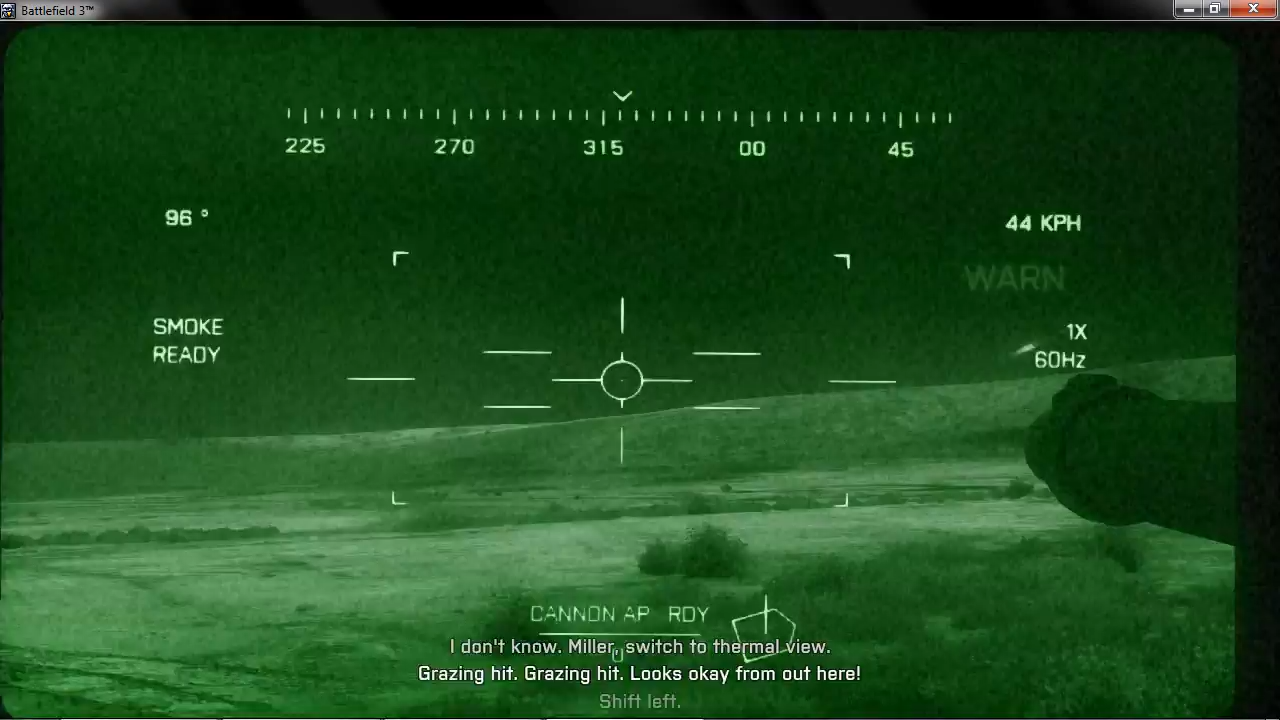 Battlefield 3™
225 270 315 00 45
96 °
44 KPH
WARN
SMOKE
READY
1X
60Hz
CANNON AP RDY
I don't know. Miller, switch to thermal view.
Grazing hit. Grazing hit. Looks okay from out here!
Shift left.